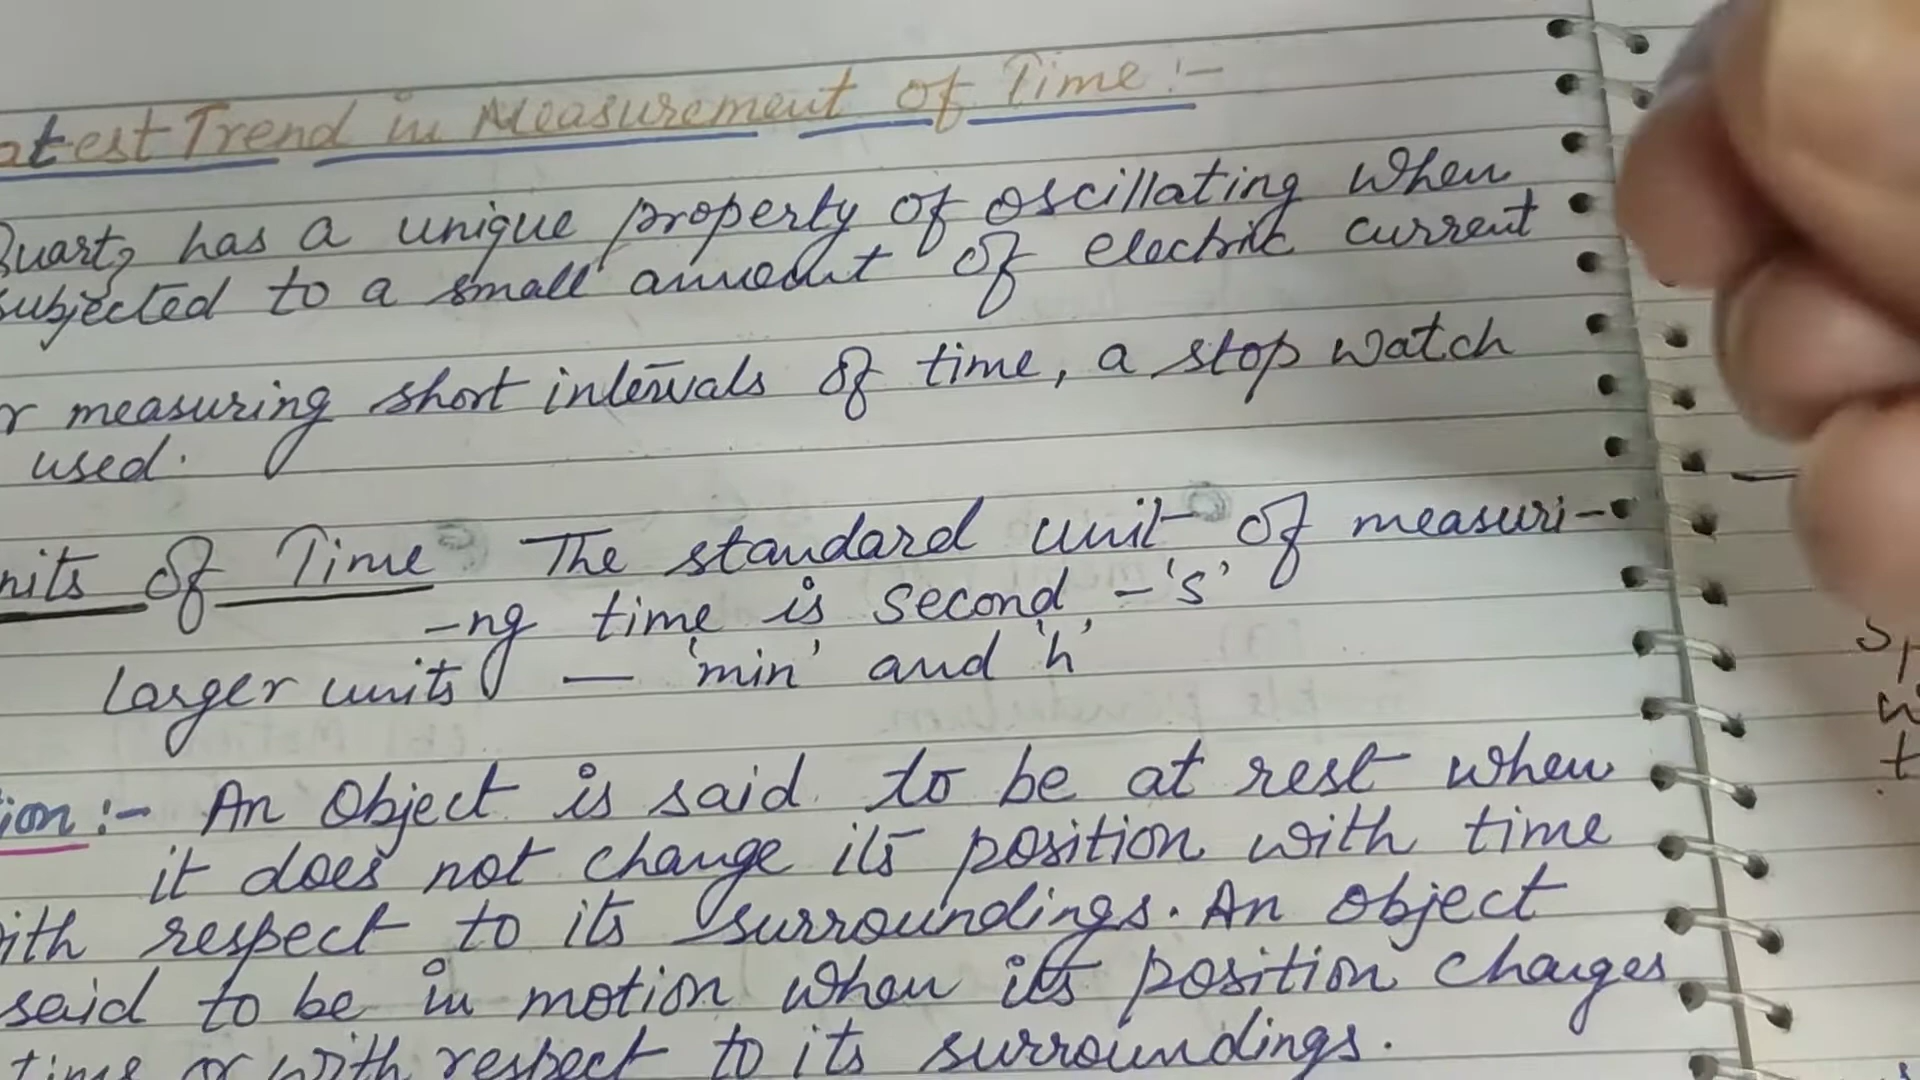 atest Trend in Measurement of Time :-
Quartz has a unique property of oscillating when
subjected to a small amount of electric current
r measuring short intervals of time, a stop watch
used.
nits of Time The standard unit of measuri-
-ng time is second - 's'
Larger units — 'min' and 'h'
ion :- An Object is said to be at rest when
it does not change its position with time
ith respect to its surroundings. An Object
said to be in motion when its position changes
time or with respect to its surroundings.